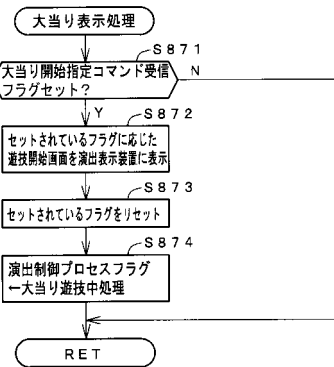 大当り表示処理
S871
大当り開始指定コマンド受信
フラグセット？
N
Y
S872
セットされているフラグに応じた
遊技開始画面を演出表示装置に表示
S873
セットされているフラグをリセット
S874
演出制御プロセスフラグ
←大当り遊技中処理
RET